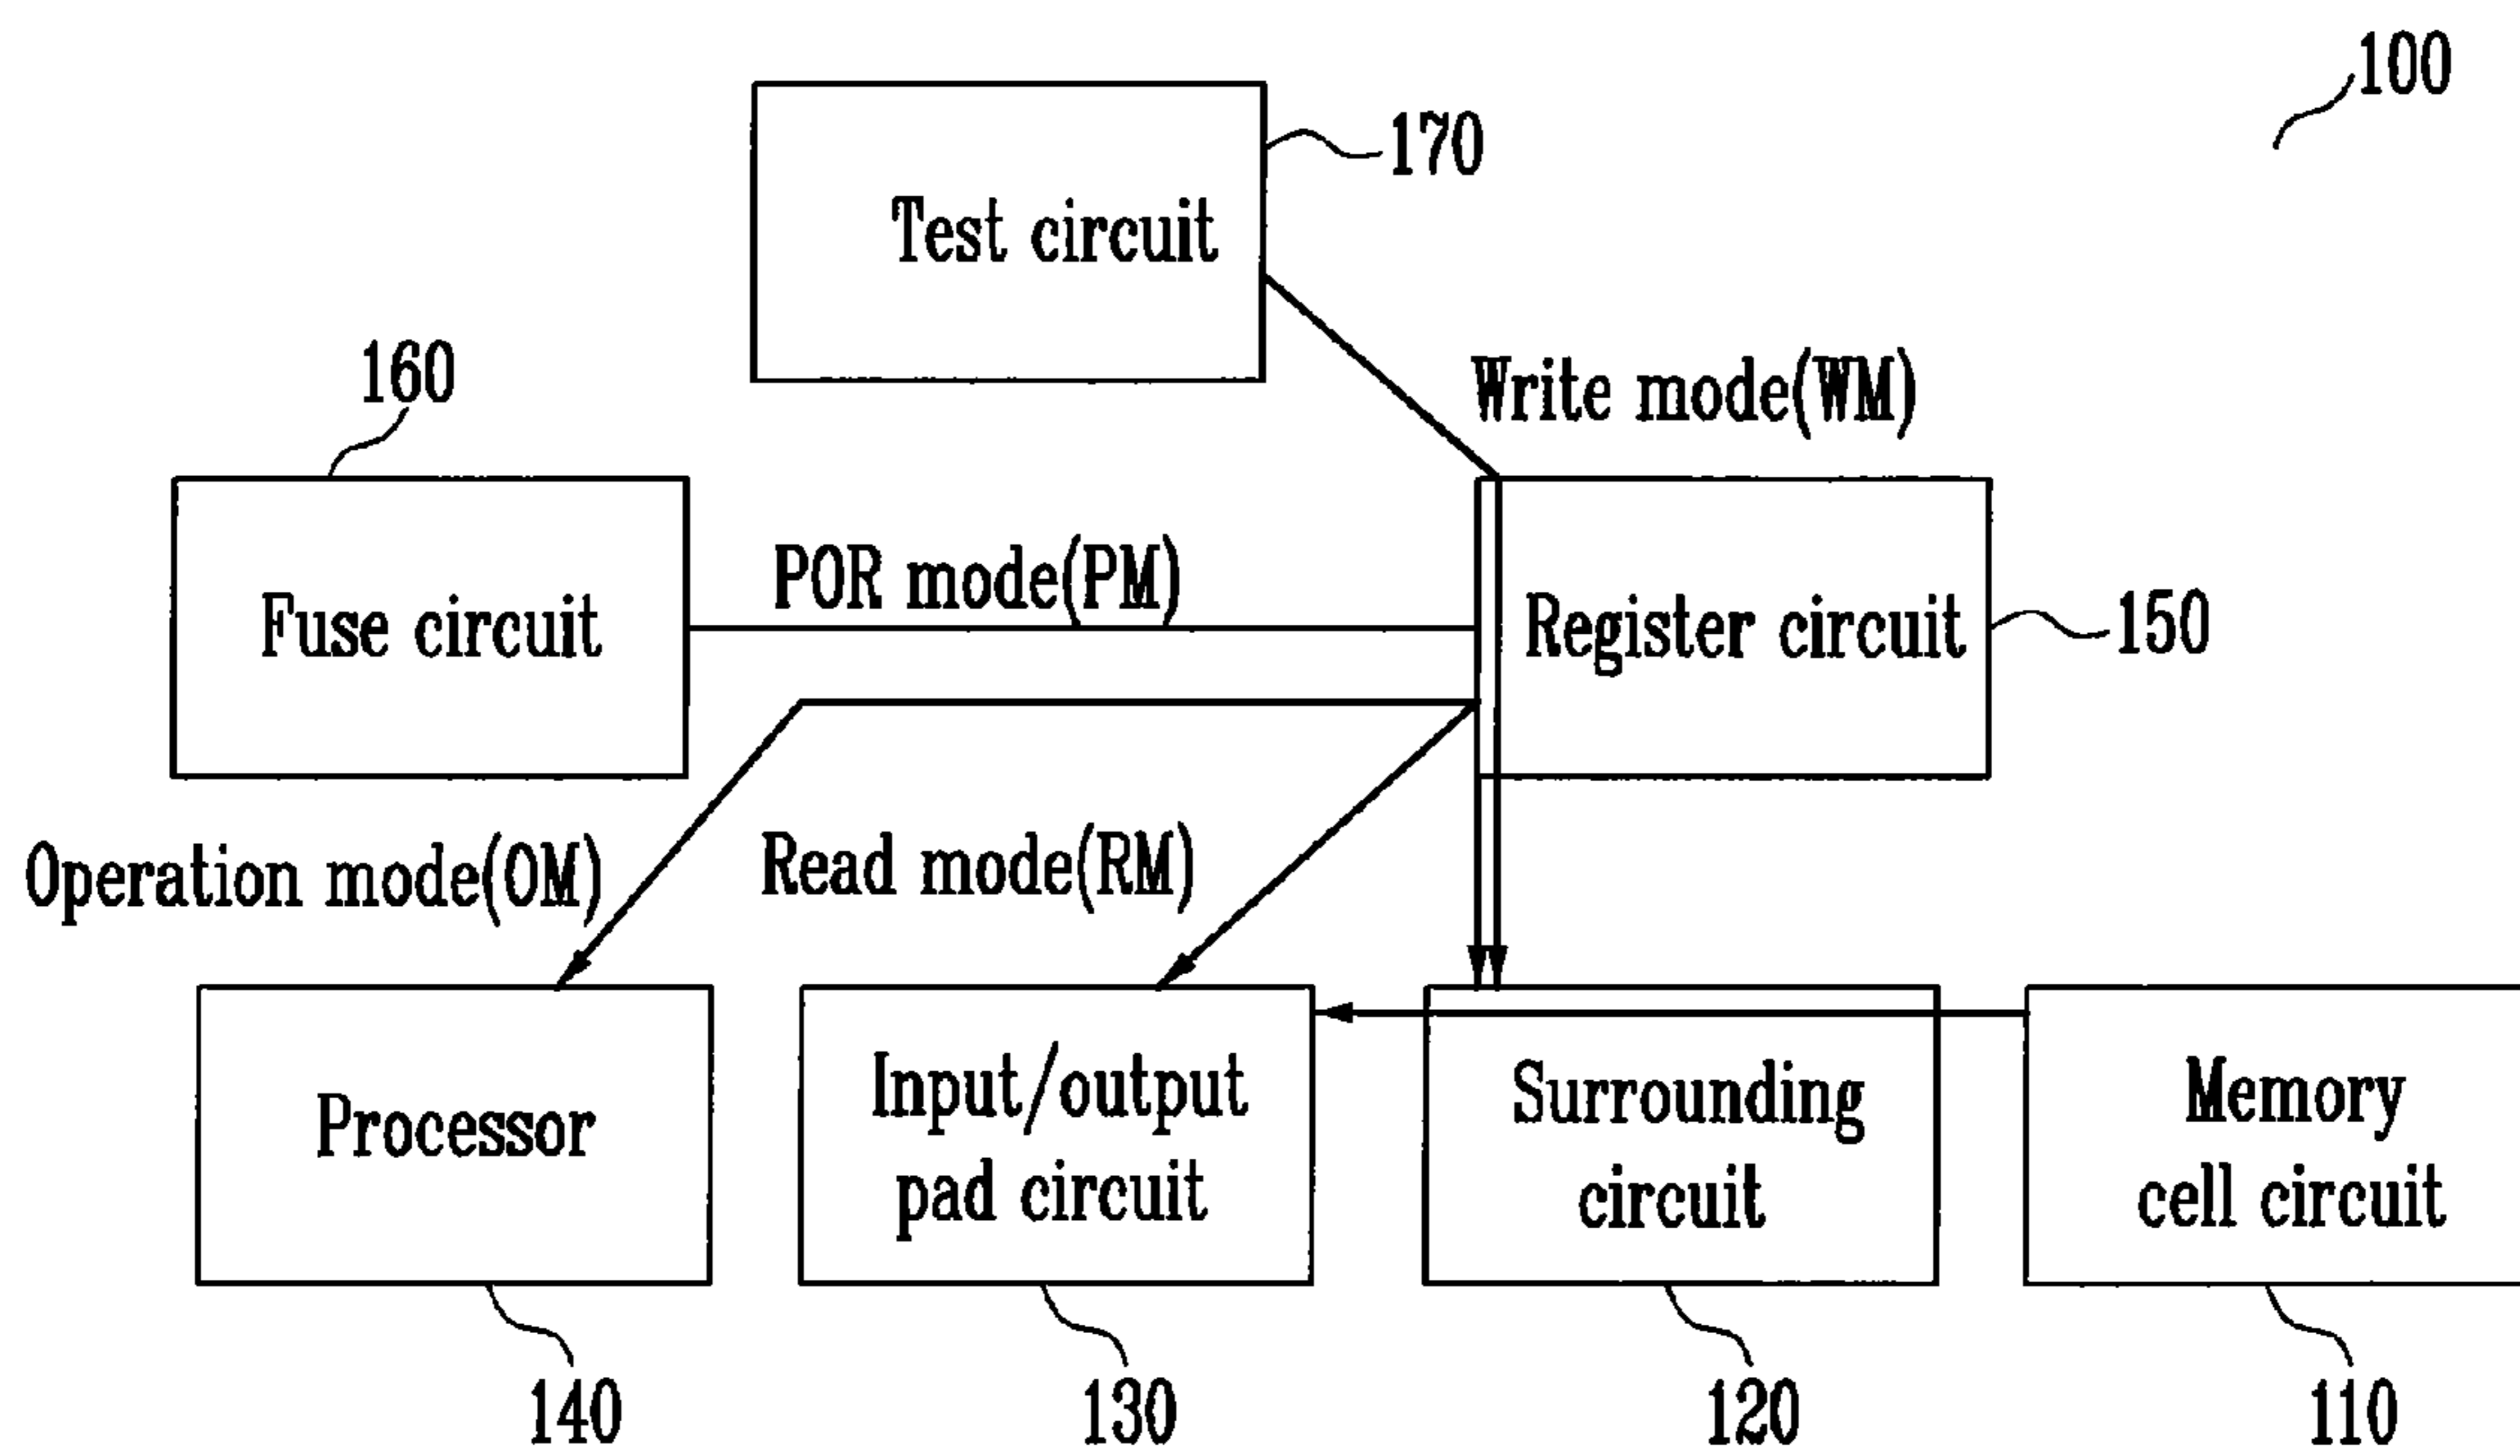 100
170
Test circuit
160
Write mode(WM)
POR mode(PM)
Fuse circuit
Register circuit
150
Operation mode(OM)
Read mode(RM)
Processor
Input/output
pad circuit
Surrounding
circuit
Memory
cell circuit
140
130
120
110